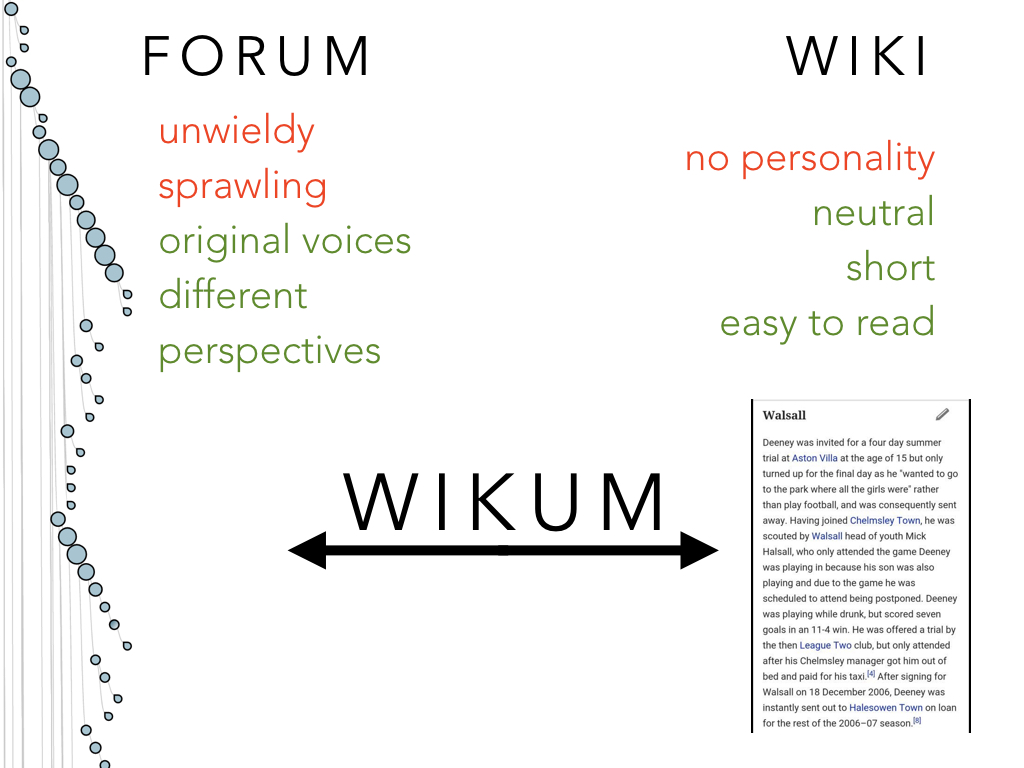 FORUM
unwieldy
sprawling
original voices
different
perspectives
WIKI
no personality
neutral
short
easy to read
WIKUM
Walsall
Deeney was invited for a four day summer
trial at Aston Villa at the age of 15 but only
turned up for the final day as he "wanted to go
to the park where all the girls were" rather
than play football, and was consequently sent
away. Having joined Chelmsley Town, he was
scouted by Walsall head of youth Mick
Halsall, who only attended the game Deeney
was playing in because his son was also
playing and due to the game he was
scheduled to attend being postponed. Deeney
was playing while drunk, but scored seven
goals in an 11-4 win. He was offered a trial by
the then League Two club, but only attended
after his Chelmsley manager got him out of
bed and paid for his taxi.[4] After signing for
Walsall on 18 December 2006, Deeney was
instantly sent out to Halesowen Town on loan
for the rest of the 2006–07 season.[8]